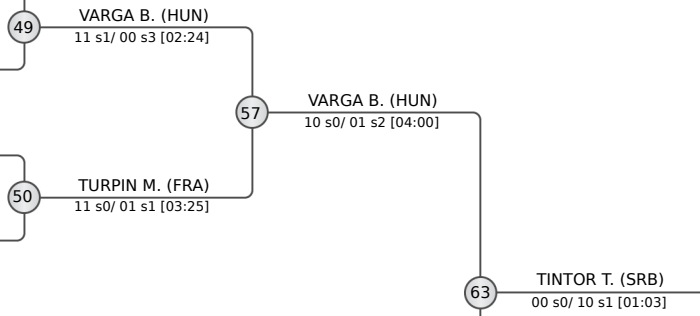 VARGA B. (HUN)
49
11 s1/ 00 s3 [02:24]
VARGA B. (HUN)
57
10 s0/ 01 s2 [04:00]
TURPIN M. (FRA)
50
11 s0/ 01 s1 [03:25]
TINTOR T. (SRB)
63
00 s0/ 10 s1 [01:03]